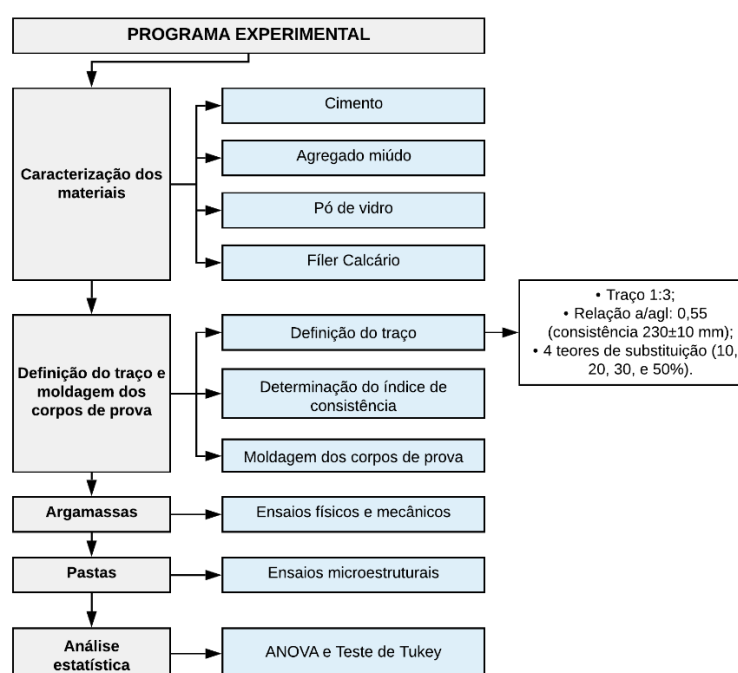 PROGRAMA EXPERIMENTAL
Caracterização dos
materiais
Cimento
Agregado miúdo
Pó de vidro
Fíler Calcário
Definição do traço e
moldagem dos
corpos de prova
Definição do traço
• Traço 1:3;
• Relação a/agl: 0,55
(consistência 230±10 mm);
• 4 teores de substituição (10,
20, 30, e 50%).
Determinação do índice de
consistência
Moldagem dos corpos de prova
Argamassas
Ensaios físicos e mecânicos
Pastas
Ensaios microestruturais
Análise
estatística
ANOVA e Teste de Tukey